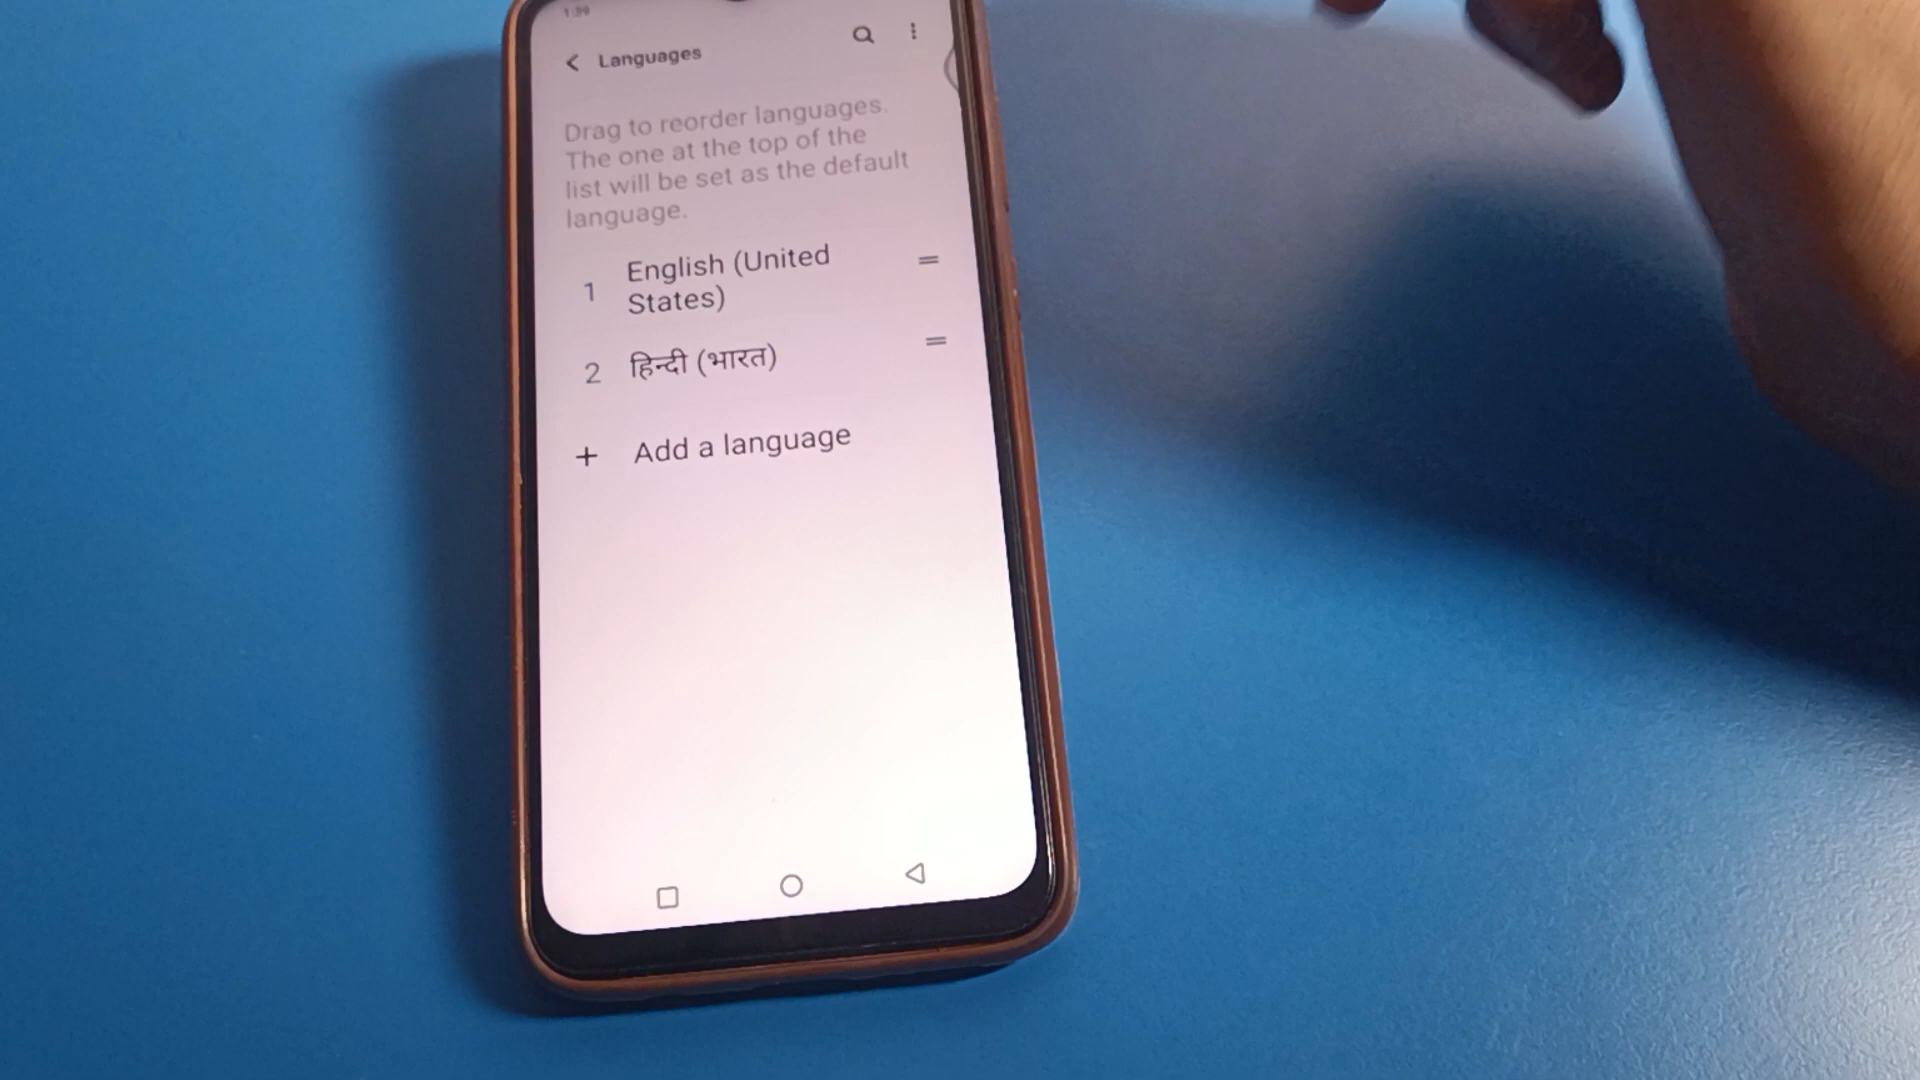 Languages
Drag to reorder languages.
The one at the top of the
list will be set as the default
language.
1 English (United
States)
2 हिन्दी (भारत)
+ Add a language